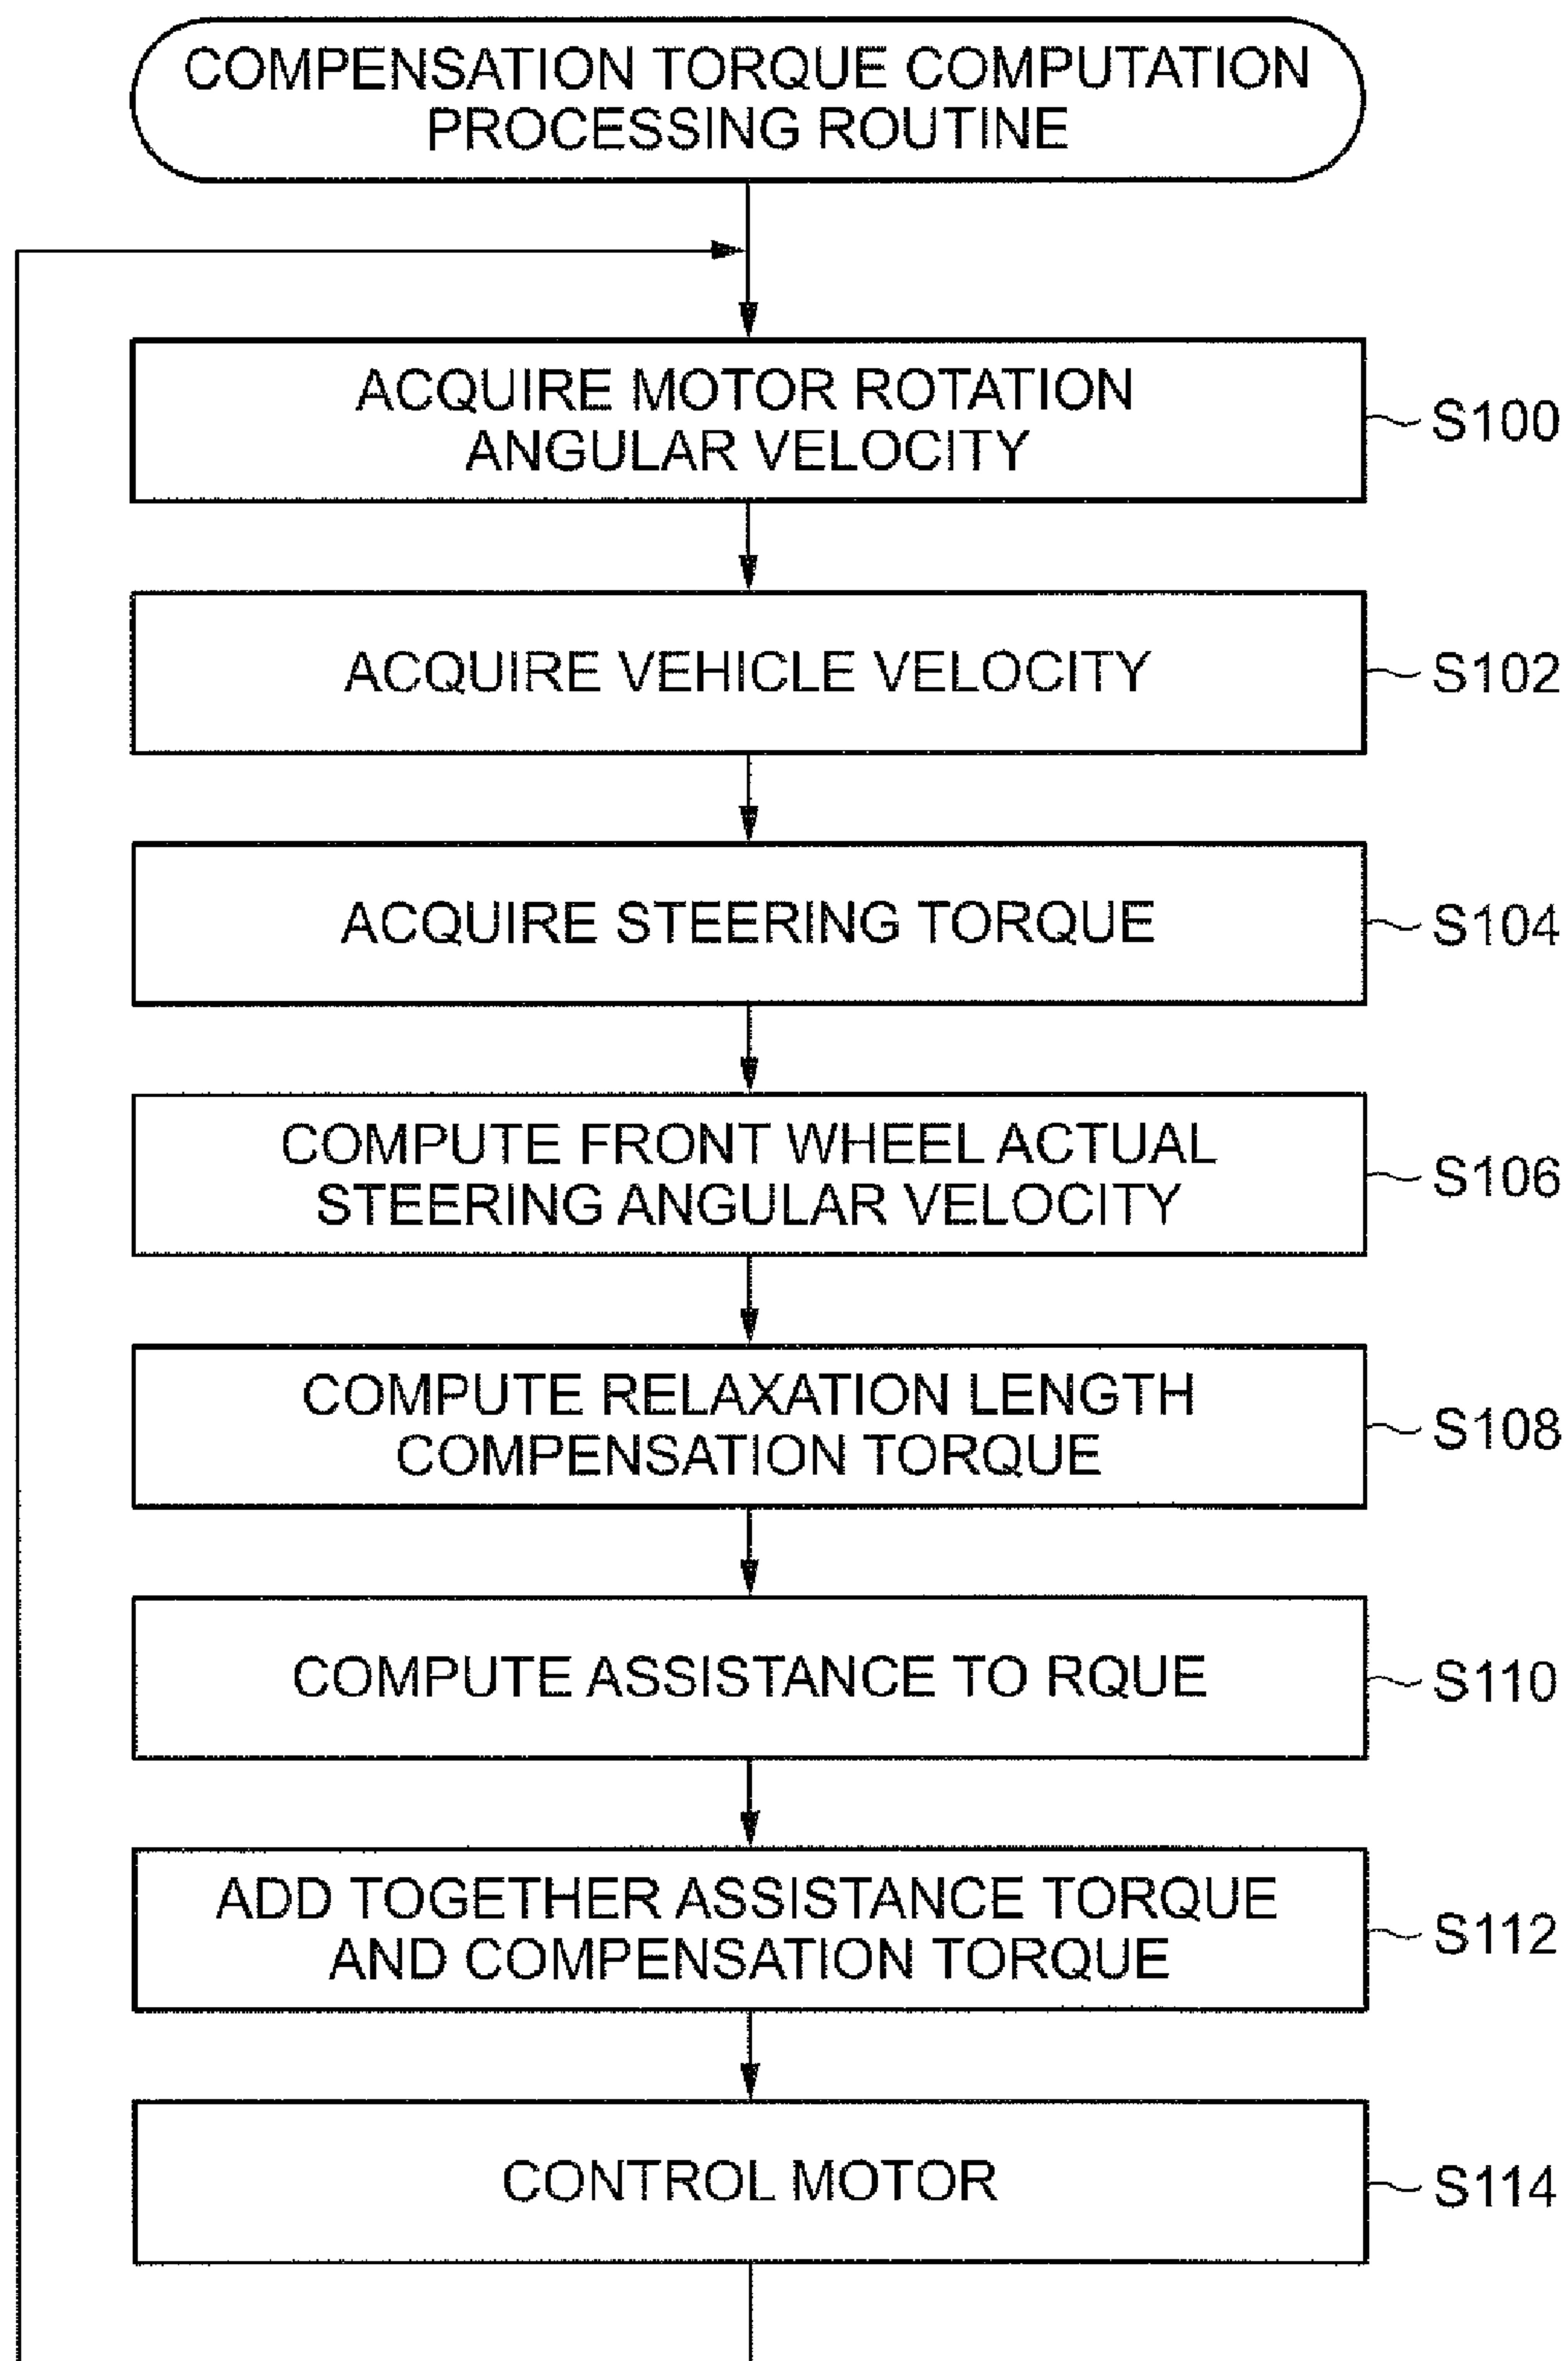 COMPENSATION TORQUE COMPUTATION
PROCESSING ROUTINE
ACQUIRE MOTOR ROTATION
ANGULAR VELOCITY
S100
ACQUIRE VEHICLE VELOCITY
S102
ACQUIRE STEERING TORQUE
S104
COMPUTE FRONT WHEEL ACTUAL
STEERING ANGULAR VELOCITY
S106
COMPUTE RELAXATION LENGTH
COMPENSATION TORQUE
S108
COMPUTE ASSISTANCE TO RQUE
S110
ADD TOGETHER ASSISTANCE TORQUE
AND COMPENSATION TORQUE
S112
CONTROL MOTOR
S114